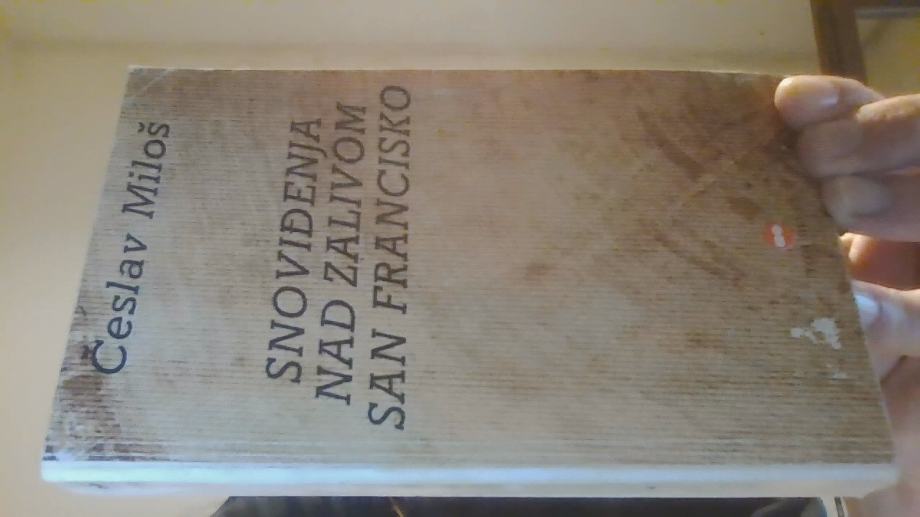 Česlav Miloš
SNOVIĐENJA
NAD ZALIVOM
SAN FRANCISKO